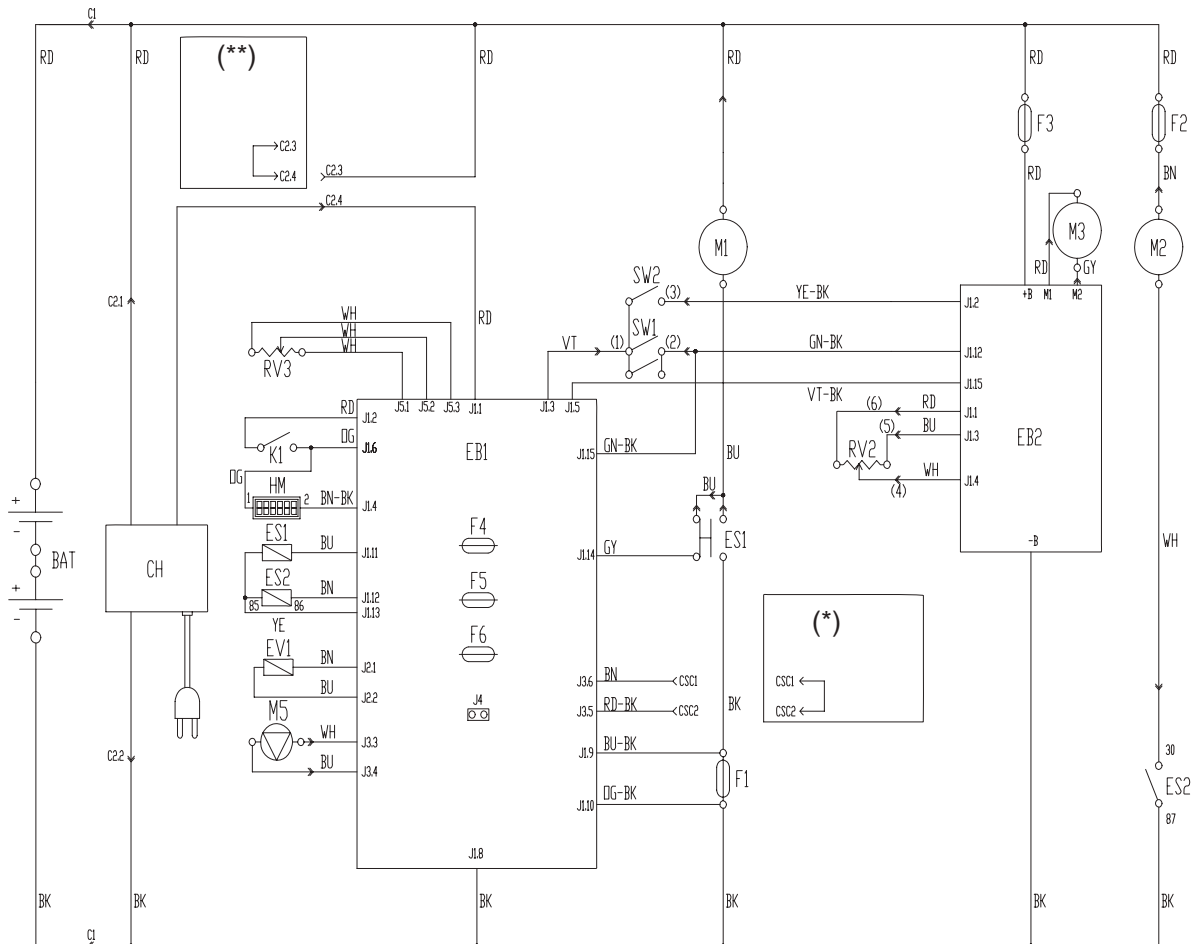 C1
RD
RD
(**)
RD
RD
RD
RD
C2.3
C2.4
C2.3
C2.4
F3
F2
RD
BN
M1
M3
M2
RD
GY
C2.1
SW2
(3)
YE-BK
J1.2
+B
M1
M2
WH
WH
WH
RD
SW1
VT
(1)
(2)
GN-BK
J1.12
RV3
VT-BK
J1.15
J5.1
J5.2
J5.3
J1.1
J1.3
J1.5
(6)
RD
J1.1
RD
J1.2
(5)
BU
J1.3
K1
OG
J1.6
EB1
GN-BK
J1.15
BU
RV2
EB2
OG
HM
WH
J1.4
(4)
1
2
BN-BK
J1.4
BU
ES1
BU
J1.11
F4
GY
J1.14
ES1
-B
WH
BAT
+
-
+
-
CH
ES2
BN
J1.12
85
86
J1.13
F5
YE
(*)
EV1
BN
J2.1
F6
BU
J2.2
J4
BN
J3.6
CSC1
CSC1
RD-BK
J3.5
CSC2
BK
CSC2
M5
WH
J3.3
BU
J3.4
BU-BK
J1.9
F1
OG-BK
J1.10
C2.2
30
ES2
87
J1.8
BK
BK
BK
BK
BK
BK
C1